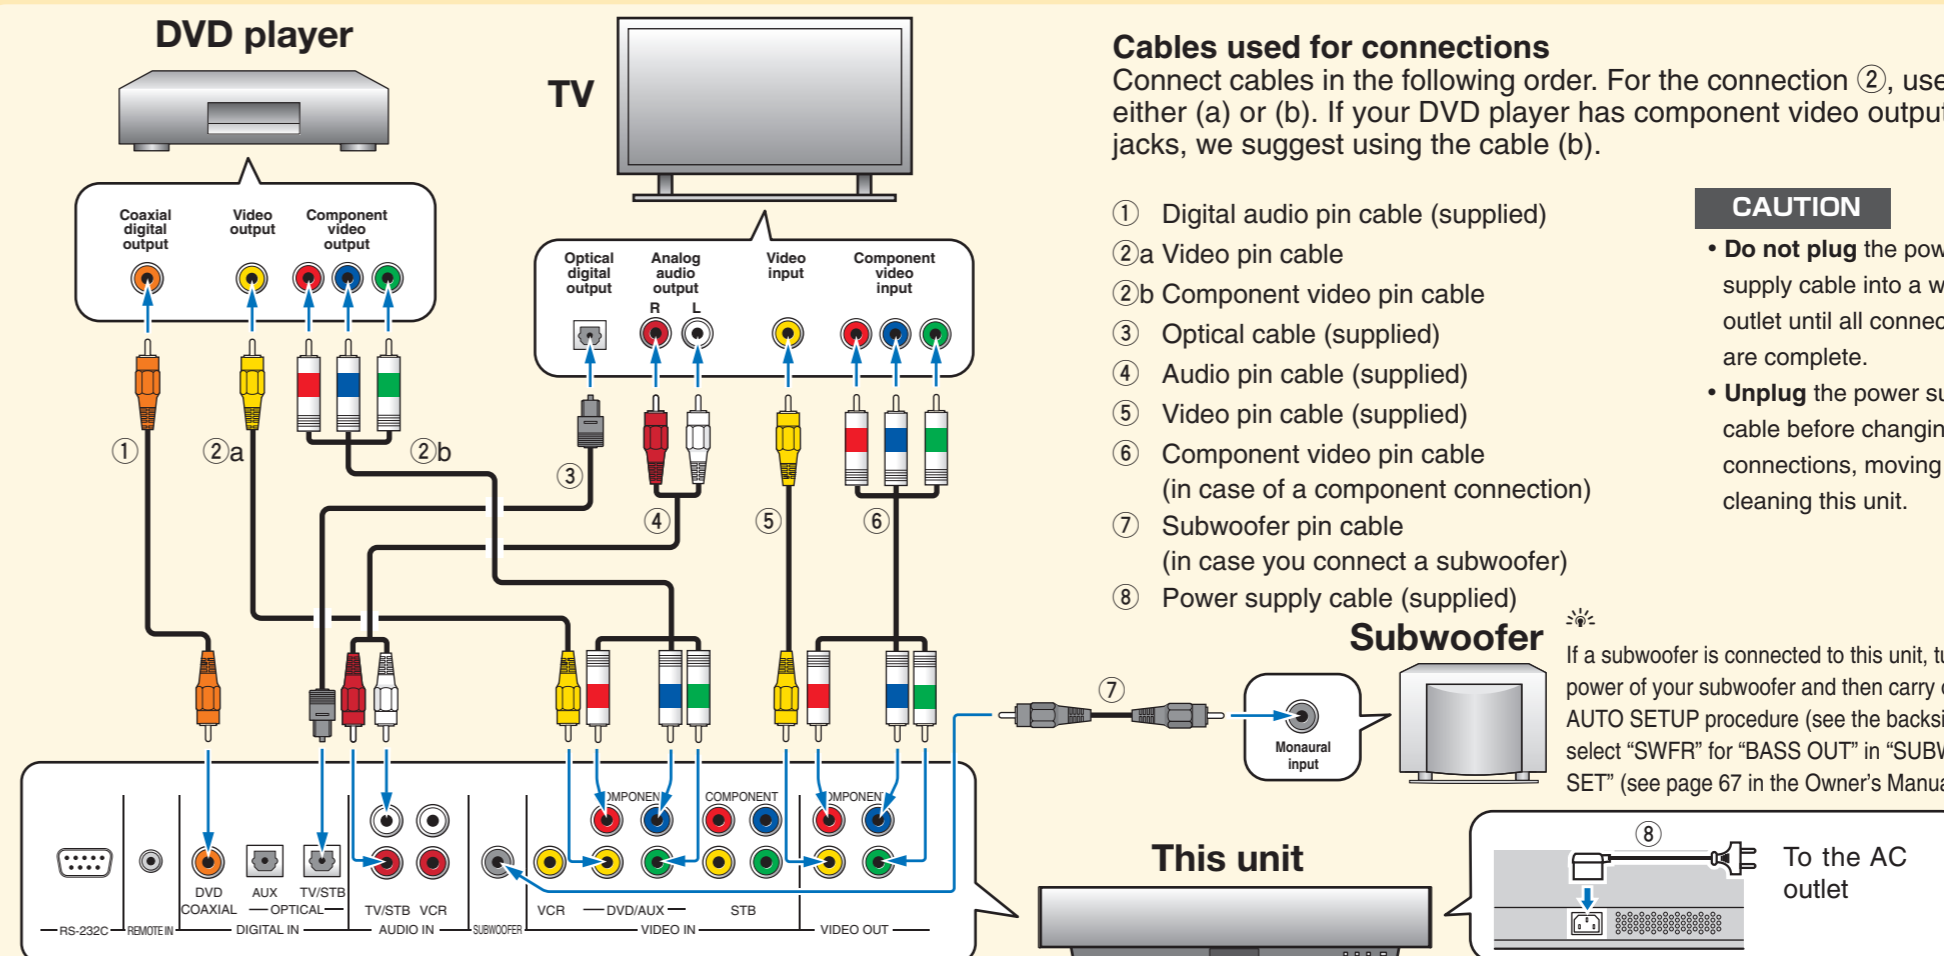 DVD player
TV
Coaxial
digital
output
Video
output
Component
video
output
Optical
digital
output
Analog
audio
output
R L
Video
input
Component
video
input
①
②a
②b
③
④
⑤
⑥
Cables used for connections
Connect cables in the following order. For the connection ②, use
either (a) or (b). If your DVD player has component video output
jacks, we suggest using the cable (b).
① Digital audio pin cable (supplied)
②a Video pin cable
②b Component video pin cable
③ Optical cable (supplied)
④ Audio pin cable (supplied)
⑤ Video pin cable (supplied)
⑥ Component video pin cable
(in case of a component connection)
⑦ Subwoofer pin cable
(in case you connect a subwoofer)
⑧ Power supply cable (supplied)
CAUTION
• Do not plug the pow
supply cable into a w
outlet until all connec
are complete.
• Unplug the power su
cable before changin
connections, moving
cleaning this unit.
Subwoofer
⑦
Monaural
input
If a subwoofer is connected to this unit, tu
power of your subwoofer and then carry
AUTO SETUP procedure (see the backsi
select “SWFR” for “BASS OUT” in “SUBW
SET” (see page 67 in the Owner’s Manua
This unit
⑧
To the AC
outlet
OMPONEN
COMPONENT
OMPONEN
DVD
COAXIAL
AUX TV/STB
OPTICAL
TV/STB VCR
VCR
DVD/AUX
STB
RS-232C
REMOTE IN
DIGITAL IN
AUDIO IN
SUBWOOFER
VIDEO IN
VIDEO OUT